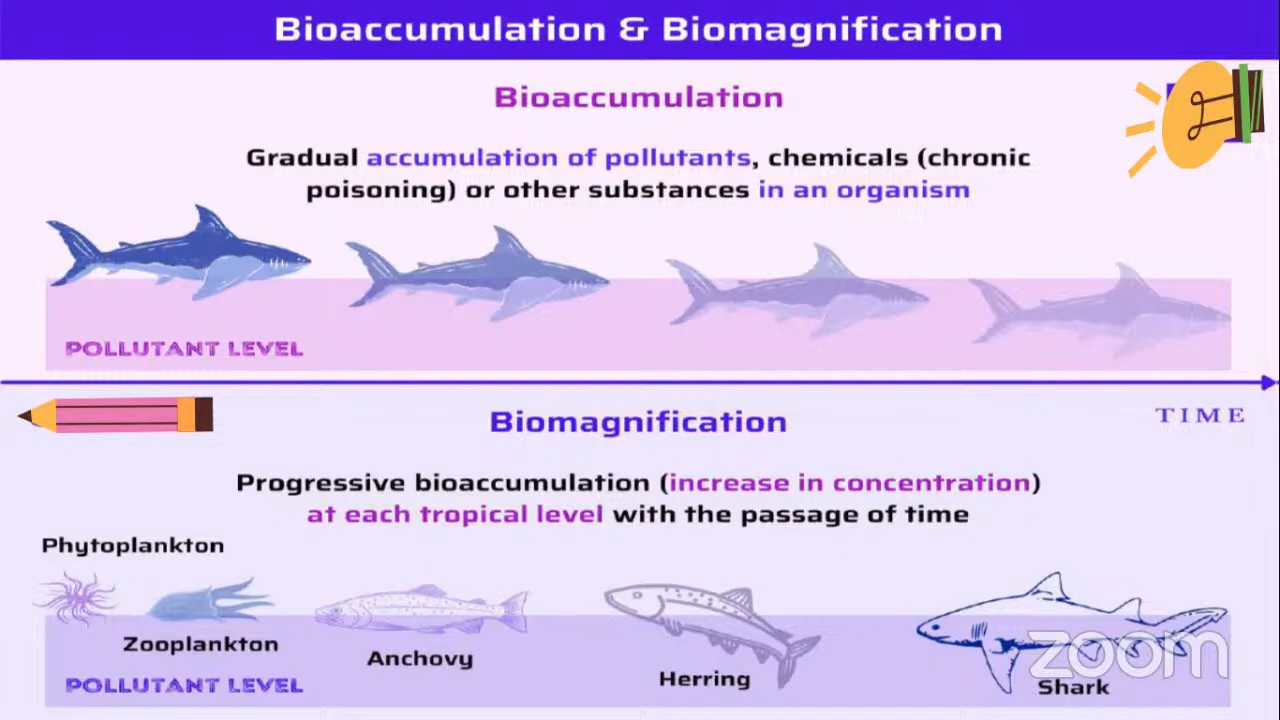 Bioaccumulation & Biomagnification
Bioaccumulation
Gradual accumulation of pollutants, chemicals (chronic
poisoning) or other substances in an organism
POLLUTANT LEVEL
TIME
Biomagnification
Progressive bioaccumulation (increase in concentration)
at each tropical level with the passage of time
Phytoplankton
Zooplankton
Anchovy
Herring
Shark
POLLUTANT LEVEL
zoom